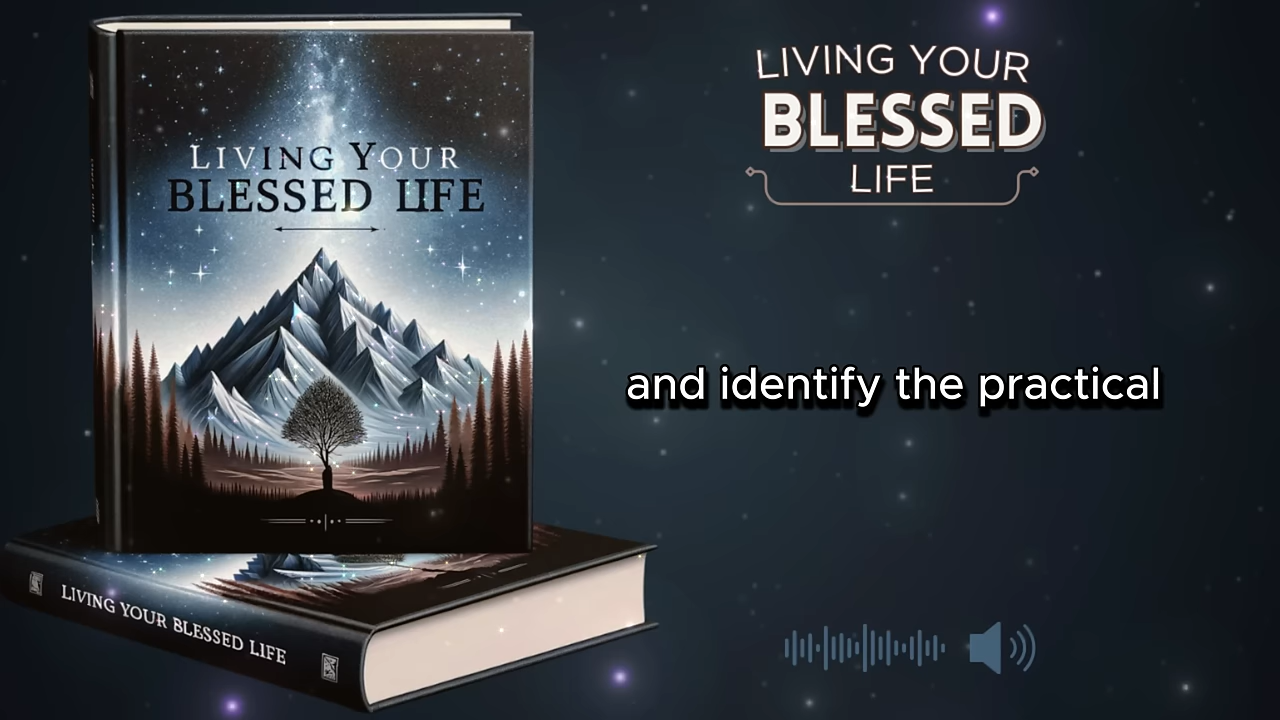 LIVING YOUR
BLESSED LIFE
LIVING YOUR BLESSED LIFE
LIVING YOUR
BLESSED
LIFE
and identify the practical